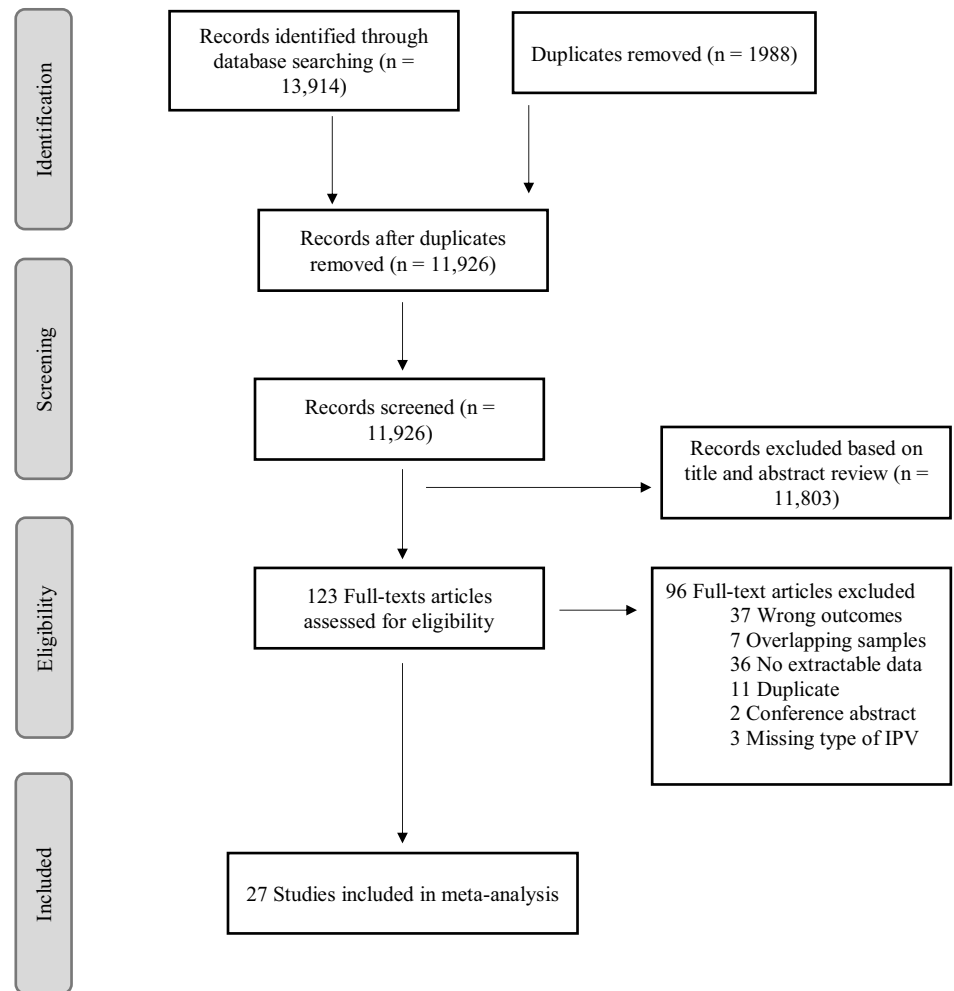 Identification
Records identified through
database searching (n =
13,914)
Duplicates removed (n = 1988)
Records after duplicates
removed (n = 11,926)
Screening
Records screened (n =
11,926)
Records excluded based on
title and abstract review (n =
11,803)
Eligibility
123 Full-texts articles
assessed for eligibility
96 Full-text articles excluded
37 Wrong outcomes
7 Overlapping samples
36 No extractable data
11 Duplicate
2 Conference abstract
3 Missing type of IPV
Included
27 Studies included in meta-analysis